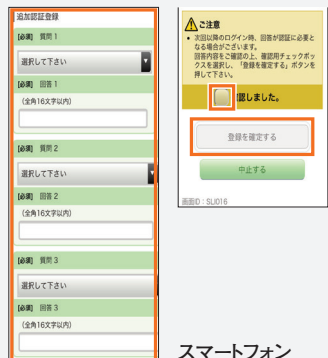 追加認証登録
[必須] 質問1
選択して下さい
[必須] 回答1
(全角16文字以内)
[必須] 質問2
選択して下さい
[必須] 回答2
(全角16文字以内)
[必須] 質問3
選択して下さい
[必須] 回答3
(全角16文字以内)
ご注意
• 次回以降のログイン時、回答が認証に必要と
なる場合がございます。
回答内容をご確認の上、確認用チェックボッ
クスを選択し、「登録を確定する」ボタンを
押して下さい。
認しました。
登録を確定する
中止する
画面ID:SLI016
スマートフォン